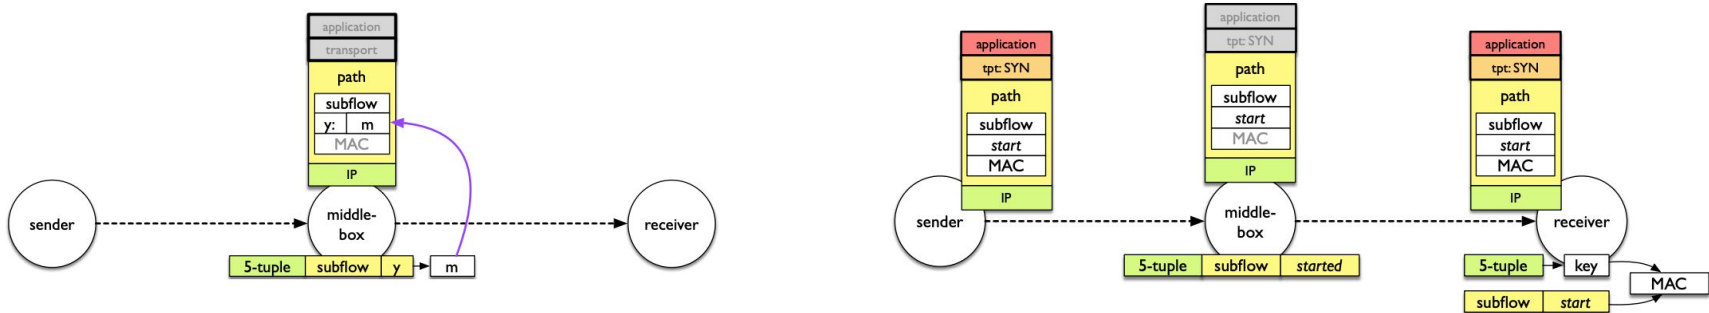 application
transport
path
subflow
y: m
MAC
IP
sender
middle-
box
receiver
5-tuple subflow y m
application
tpt: SYN
path
subflow
start
MAC
IP
sender
application
tpt: SYN
path
subflow
start
MAC
IP
middle-
box
5-tuple subflow started
application
tpt: SYN
path
subflow
start
MAC
IP
receiver
5-tuple key
MAC
subflow start